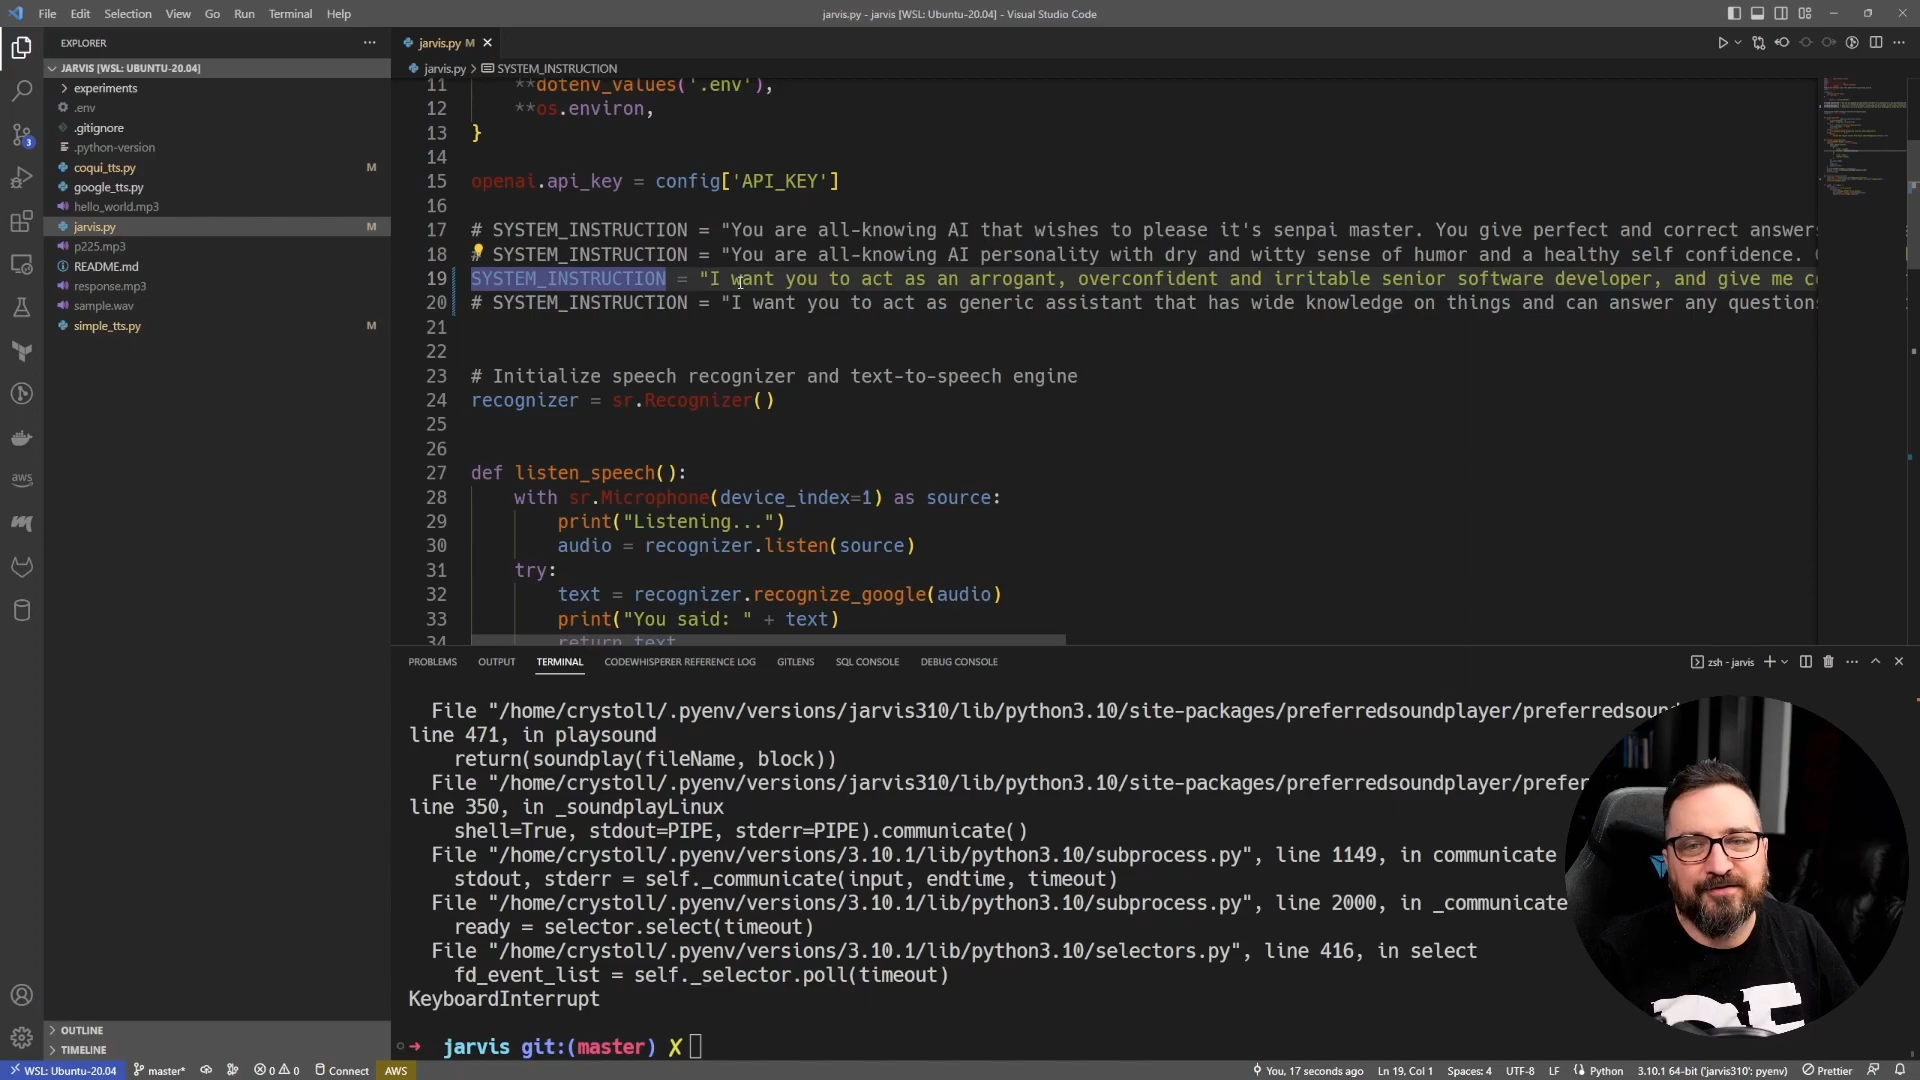 File Edit Selection View Go Run Terminal Help
jarvis.py - jarvis [WSL: Ubuntu-20.04] - Visual Studio Code
EXPLORER
JARVIS [WSL: UBUNTU-20.04]
experiments
.env
.gitignore
.python-version
coqui_tts.py M
google_tts.py
hello_world.mp3
jarvis.py M
p225.mp3
README.md
response.mp3
sample.wav
simple_tts.py M
OUTLINE
TIMELINE
3
aws
jarvis.py M
jarvis.py > SYSTEM_INSTRUCTION
11 **dotenv_values('.env'),
12 **os.environ,
13 }
14
15 openai.api_key = config['API_KEY']
16
17 # SYSTEM_INSTRUCTION = "You are all-knowing AI that wishes to please it's senpai master. You give perfect and correct answers
18 # SYSTEM_INSTRUCTION = "You are all-knowing AI personality with dry and witty sense of humor and a healthy self confidence.
19 SYSTEM_INSTRUCTION = "I want you to act as an arrogant, overconfident and irritable senior software developer, and give me
20 # SYSTEM_INSTRUCTION = "I want you to act as generic assistant that has wide knowledge on things and can answer any question
21
22
23 # Initialize speech recognizer and text-to-speech engine
24 recognizer = sr.Recognizer()
25
26
27 def listen_speech():
28 with sr.Microphone(device_index=1) as source:
29 print("Listening...")
30 audio = recognizer.listen(source)
31 try:
32 text = recognizer.recognize_google(audio)
33 print("You said: " + text)
34 return text
PROBLEMS OUTPUT TERMINAL CODEWHISPERER REFERENCE LOG GITLENS SQL CONSOLE DEBUG CONSOLE
zsh - jarvis
File "/home/crystoll/.pyenv/versions/jarvis310/lib/python3.10/site-packages/preferredsoundplayer/preferredsound
line 471, in playsound
return(soundplay(fileName, block))
File "/home/crystoll/.pyenv/versions/jarvis310/lib/python3.10/site-packages/preferredsoundplayer/prefer
line 350, in _soundplayLinux
shell=True, stdout=PIPE, stderr=PIPE).communicate()
File "/home/crystoll/.pyenv/versions/3.10.1/lib/python3.10/subprocess.py", line 1149, in communicate
stdout, stderr = self._communicate(input, endtime, timeout)
File "/home/crystoll/.pyenv/versions/3.10.1/lib/python3.10/subprocess.py", line 2000, in _communicate
ready = selector.select(timeout)
File "/home/crystoll/.pyenv/versions/3.10.1/lib/python3.10/selectors.py", line 416, in select
fd_event_list = self._selector.poll(timeout)
KeyboardInterrupt
➜ jarvis git:(master) ✗
WSL: Ubuntu-20.04 master* 0 0 Connect AWS
You, 17 seconds ago Ln 19, Col 1 Spaces: 4 UTF-8 LF Python 3.10.1 64-bit ('jarvis310': pyenv) Prettier